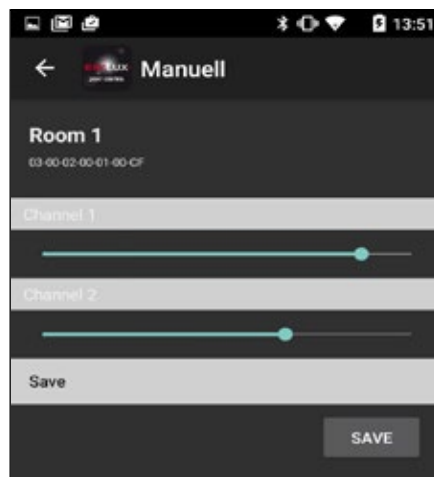 13:51
Manuell
Room 1
03-00-02-00-01-00-CF
Channel 1
Channel 2
Save
SAVE